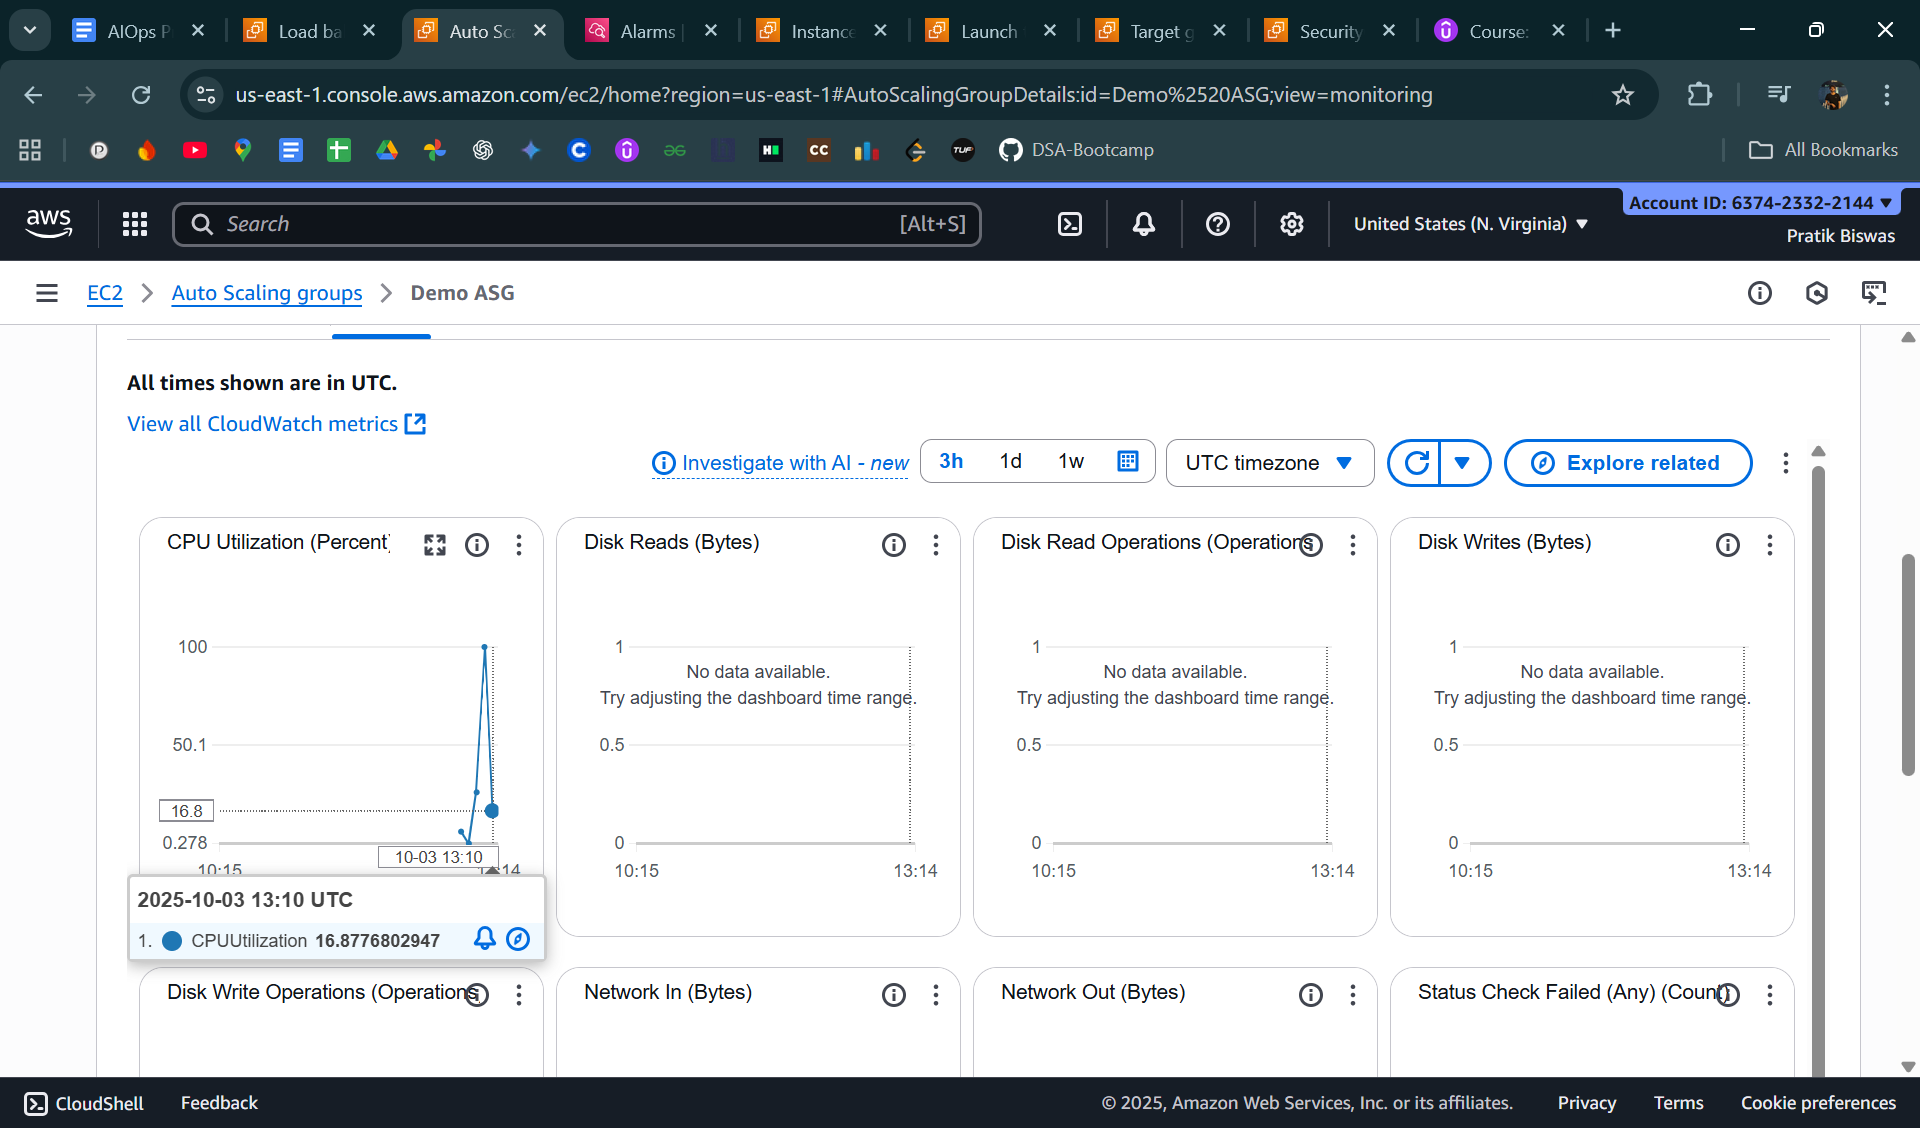 AIOps P
Load ba
Auto Sc
Alarms
Instance
Launch
Target g
Security
Course:
us-east-1.console.aws.amazon.com/ec2/home?region=us-east-1#AutoScalingGroupDetails:id=Demo%2520ASG;view=monitoring
DSA-Bootcamp
All Bookmarks
aws
Search
[Alt+S]
United States (N. Virginia)
Account ID: 6374-2332-2144
Pratik Biswas
EC2
Auto Scaling groups
Demo ASG
All times shown are in UTC.
View all CloudWatch metrics
Investigate with AI - new
3h
1d
1w
UTC timezone
Explore related
CPU Utilization (Percent)
100
50.1
16.8
0.278
10-03 13:10
10:15
14
2025-10-03 13:10 UTC
1. CPUUtilization 16.8776802947
Disk Reads (Bytes)
1
No data available.
Try adjusting the dashboard time range.
0.5
0
10:15
13:14
Disk Read Operations (Operations
1
No data available.
Try adjusting the dashboard time range.
0.5
0
10:15
13:14
Disk Writes (Bytes)
1
No data available.
Try adjusting the dashboard time range.
0.5
0
10:15
13:14
Disk Write Operations (Operations
Network In (Bytes)
Network Out (Bytes)
Status Check Failed (Any) (Count)
CloudShell
Feedback
© 2025, Amazon Web Services, Inc. or its affiliates.
Privacy
Terms
Cookie preferences